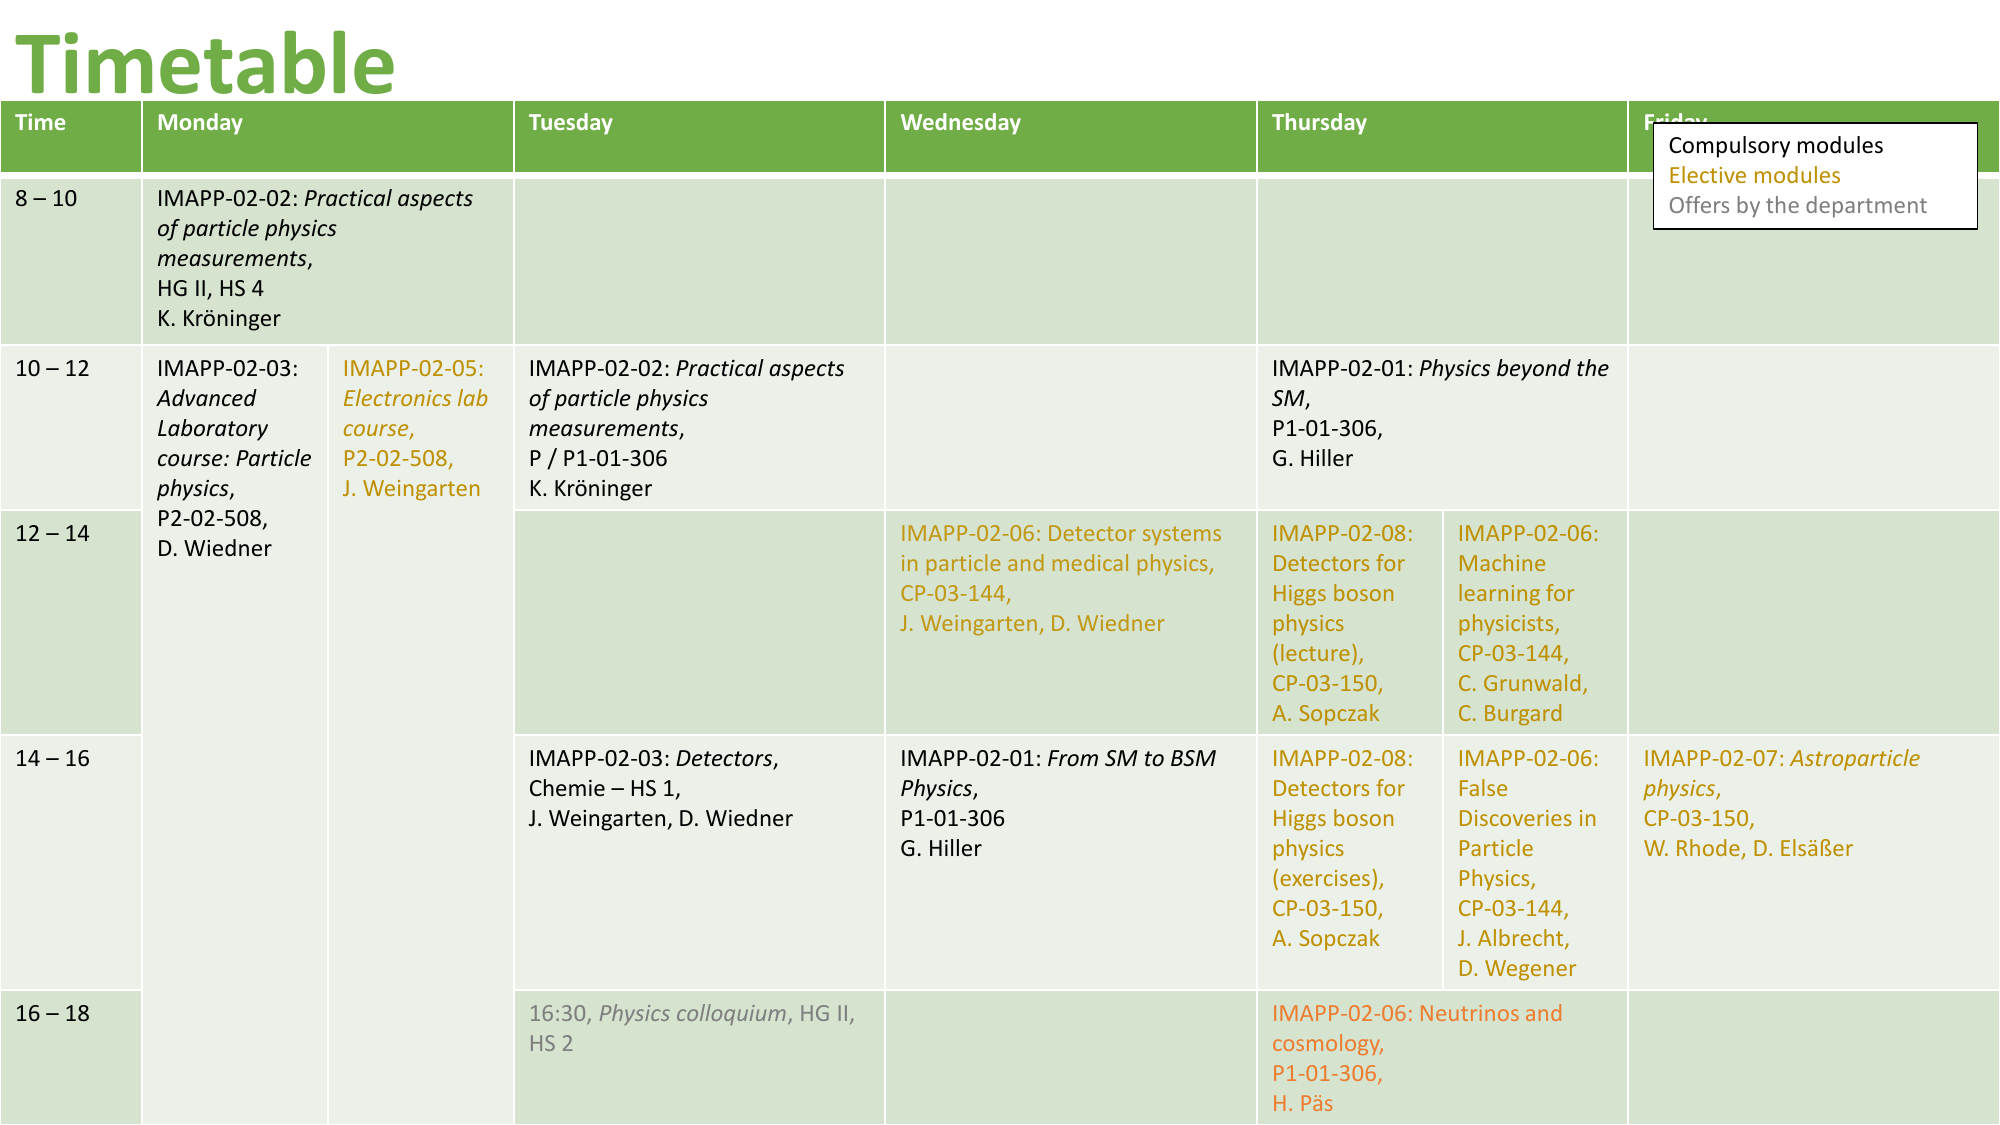 Timetable
Time
Monday
Tuesday
Wednesday
Thursday
Friday
Compulsory modules
Elective modules
Offers by the department
8 – 10
IMAPP-02-02: Practical aspects
of particle physics
measurements,
HG II, HS 4
K. Kröninger
10 – 12
IMAPP-02-03:
Advanced
Laboratory
course: Particle
physics,
P2-02-508,
D. Wiedner
IMAPP-02-05:
Electronics lab
course,
P2-02-508,
J. Weingarten
IMAPP-02-02: Practical aspects
of particle physics
measurements,
P / P1-01-306
K. Kröninger
IMAPP-02-01: Physics beyond the
SM,
P1-01-306,
G. Hiller
12 – 14
IMAPP-02-06: Detector systems
in particle and medical physics,
CP-03-144,
J. Weingarten, D. Wiedner
IMAPP-02-08:
Detectors for
Higgs boson
physics
(lecture),
CP-03-150,
A. Sopczak
IMAPP-02-06:
Machine
learning for
physicists,
CP-03-144,
C. Grunwald,
C. Burgard
14 – 16
IMAPP-02-03: Detectors,
Chemie – HS 1,
J. Weingarten, D. Wiedner
IMAPP-02-01: From SM to BSM
Physics,
P1-01-306
G. Hiller
IMAPP-02-08:
Detectors for
Higgs boson
physics
(exercises),
CP-03-150,
A. Sopczak
IMAPP-02-06:
False
Discoveries in
Particle
Physics,
CP-03-144,
J. Albrecht,
D. Wegener
IMAPP-02-07: Astroparticle
physics,
CP-03-150,
W. Rhode, D. Elsäßer
16 – 18
16:30, Physics colloquium, HG II,
HS 2
IMAPP-02-06: Neutrinos and
cosmology,
P1-01-306,
H. Päs